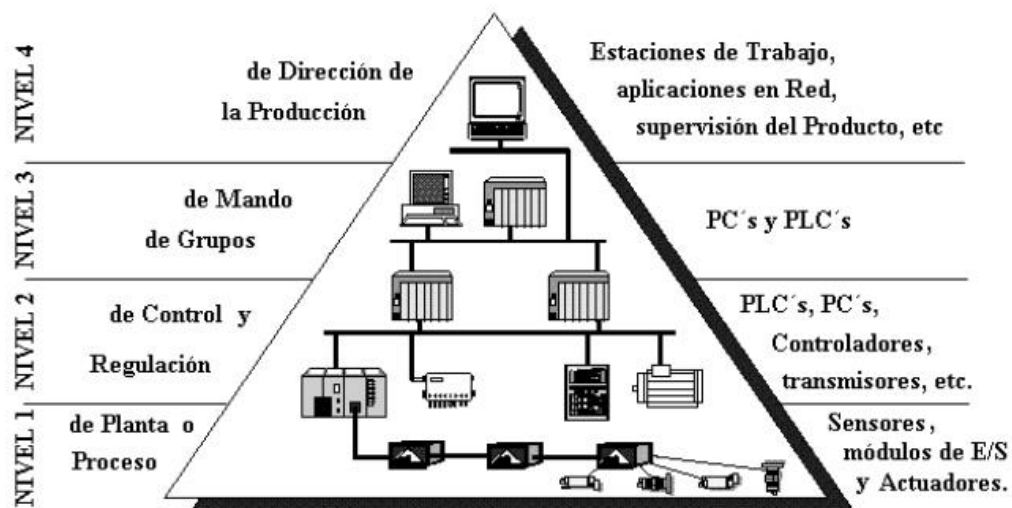 NIVEL 4
de Dirección de
la Producción
Estaciones de Trabajo,
aplicaciones en Red,
supervisión del Producto, etc
NIVEL 3
de Mando
de Grupos
PC´s y PLC´s
NIVEL 2
de Control y
Regulación
PLC´s, PC´s,
Controladores,
transmisores, etc.
NIVEL 1
de Planta o
Proceso
Sensores,
módulos de E/S
y Actuadores.